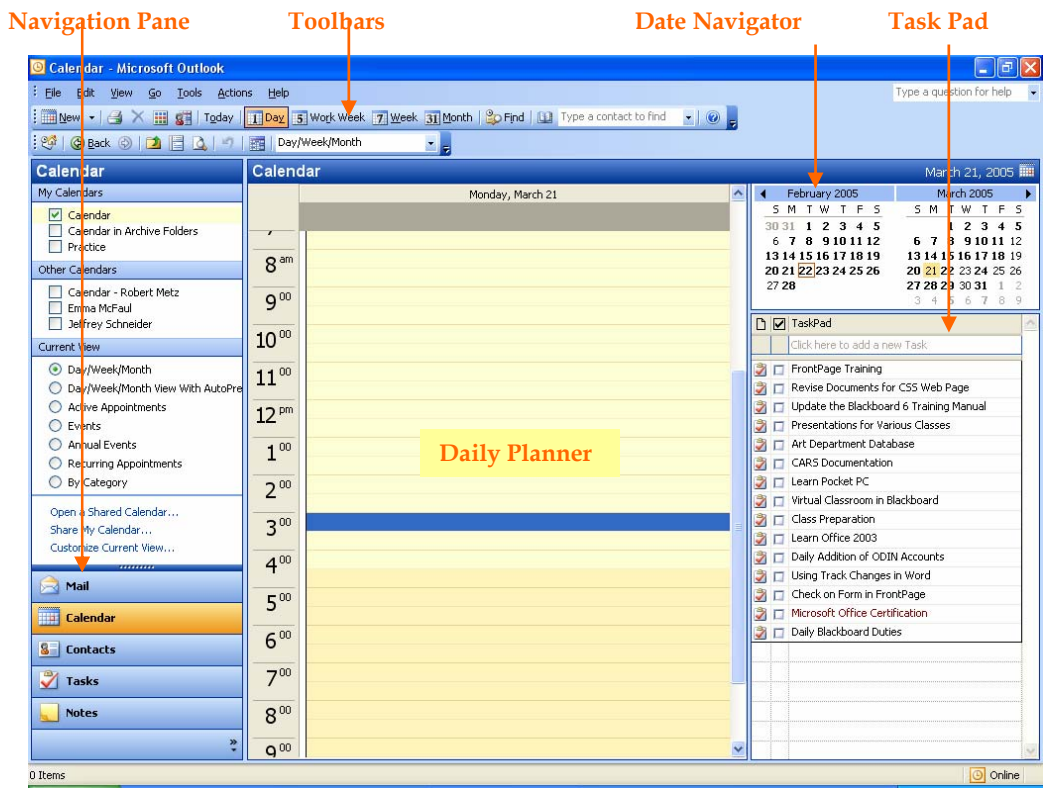 Navigation Pane
Toolbars
Date Navigator
Task Pad
Calendar - Microsoft Outlook
File Edit View Go Tools Actions Help
Type a question for help
New Today 1 Day 5 Work Week 7 Week 31 Month Find Type a contact to find
Back Day/Week/Month
Calendar
My Calendars
Calendar
Calendar in Archive Folders
Practice
Other Calendars
Calendar - Robert Metz
Emma McFaul
Jeffrey Schneider
Current View
Day/Week/Month
Day/Week/Month View With AutoPre
Active Appointments
Events
Annual Events
Recurring Appointments
By Category
Open a Shared Calendar...
Share My Calendar...
Customize Current View...
Mail
Calendar
Contacts
Tasks
Notes
Calendar
March 21, 2005
Monday, March 21
8 am
9 00
10 00
11 00
12 pm
1 00
2 00
3 00
4 00
5 00
6 00
7 00
8 00
9 00
Daily Planner
February 2005
S M T W T F S
30 31 1 2 3 4 5
6 7 8 9 10 11 12
13 14 15 16 17 18 19
20 21 22 23 24 25 26
27 28
March 2005
S M T W T F S
1 2 3 4 5
6 7 8 9 10 11 12
13 14 15 16 17 18 19
20 21 22 23 24 25 26
27 28 29 30 31 1 2
3 4 5 6 7 8 9
TaskPad
Click here to add a new Task
FrontPage Training
Revise Documents for CSS Web Page
Update the Blackboard 6 Training Manual
Presentations for Various Classes
Art Department Database
CARS Documentation
Learn Pocket PC
Virtual Classroom in Blackboard
Class Preparation
Learn Office 2003
Daily Addition of ODIN Accounts
Using Track Changes in Word
Check on Form in FrontPage
Microsoft Office Certification
Daily Blackboard Duties
0 Items
Online